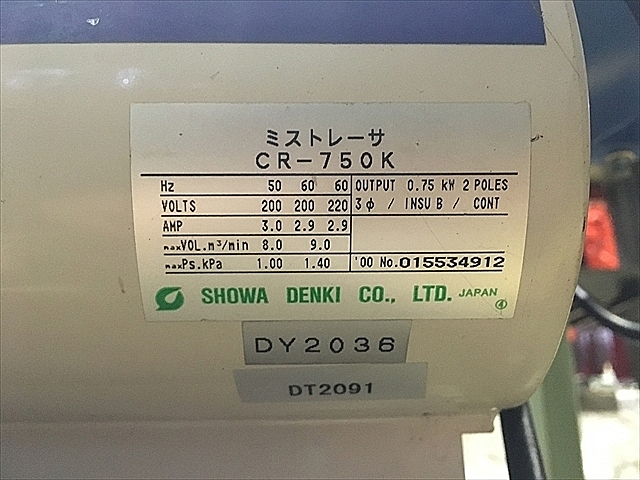 ミストレーサ
CR-750K
Hz 50 60 60 OUTPUT 0.75 kW 2 POLES
VOLTS 200 200 220 3φ / INSU B / CONT
AMP 3.0 2.9 2.9
maxVOL.m³/min 8.0 9.0
maxPs.kPa 1.00 1.40 '00 No.015534912
SHOWA DENKI CO., LTD. JAPAN
④
DY2036
DT2091